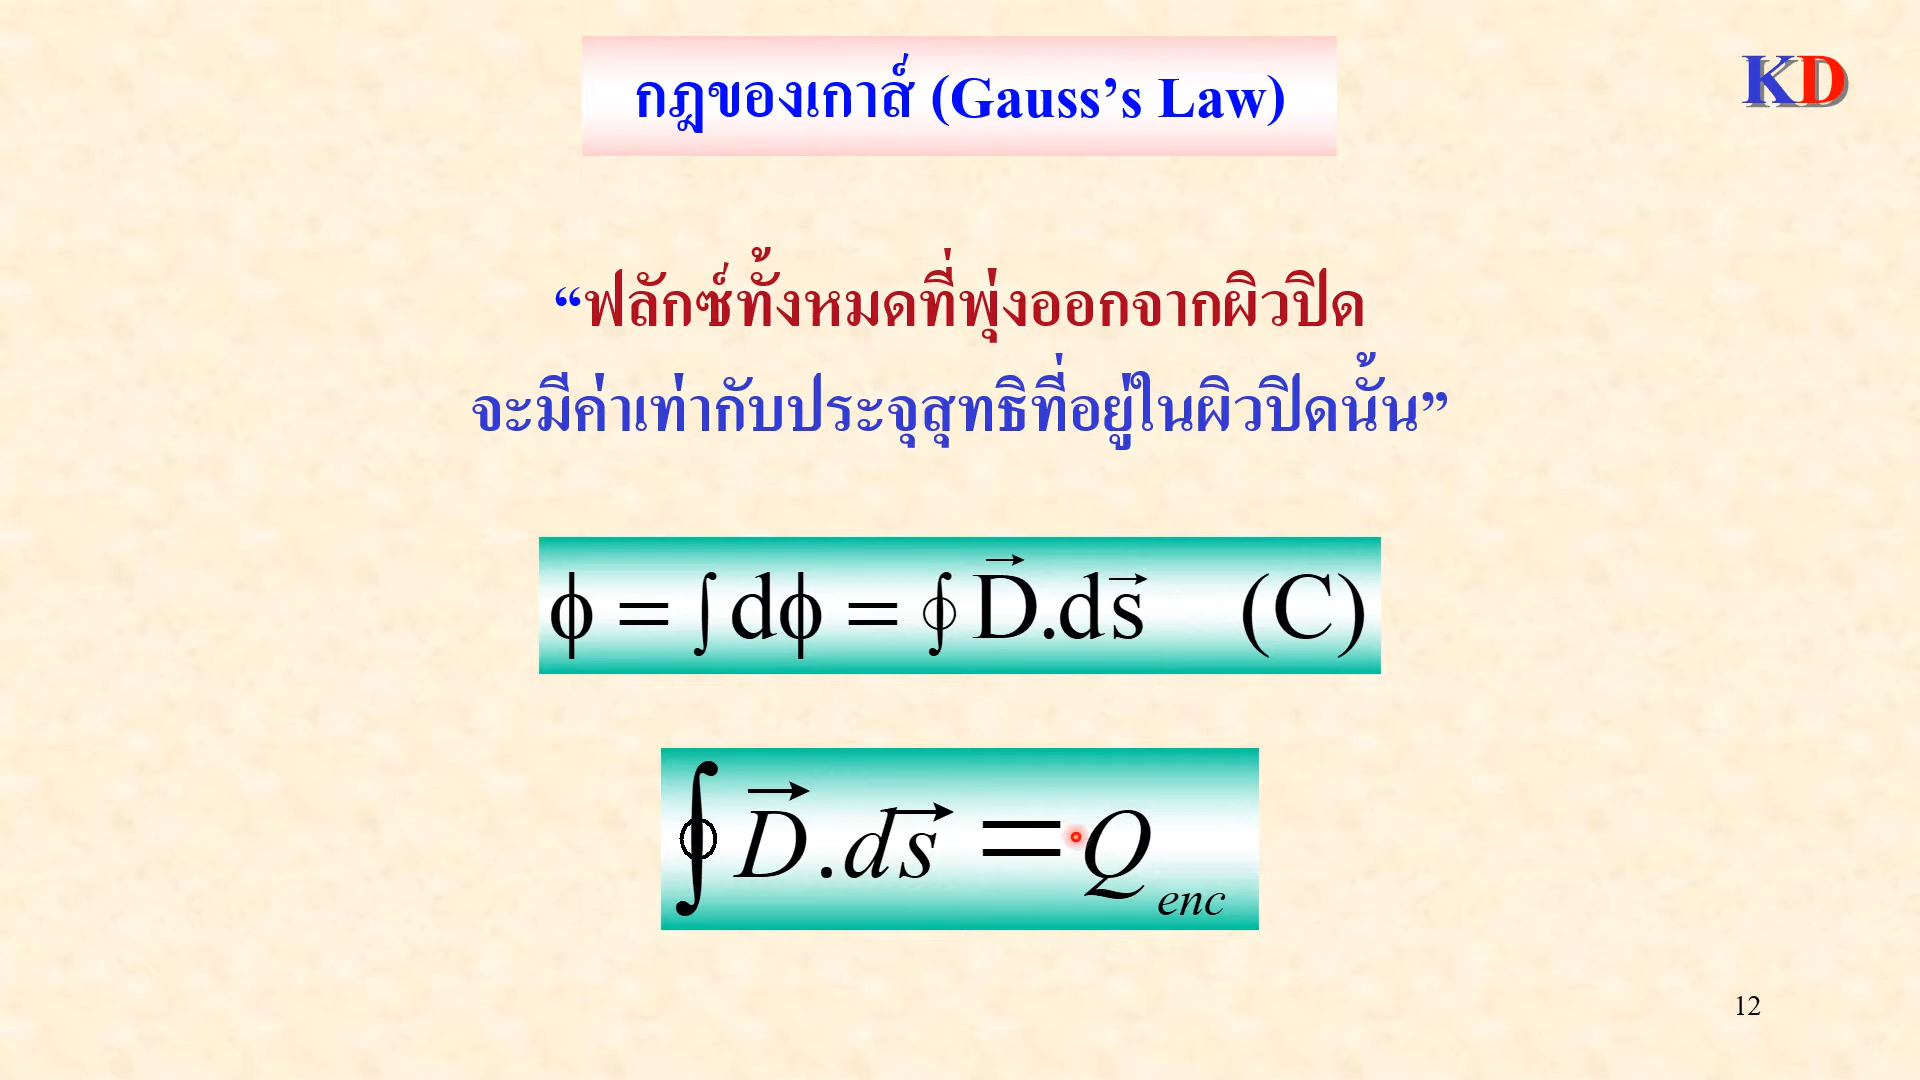 กฎของเกาส์ (Gauss’s Law)
KD
“ฟลักซ์ทั้งหมดที่พุ่งออกจากผิวปิด
จะมีค่าเท่ากับประจุสุทธิที่อยู่ในผิวปิดนั้น”
ϕ = ∫dϕ = ∮D⃗.ds⃗ (C)
∮D⃗.ds⃗ = Q enc
12